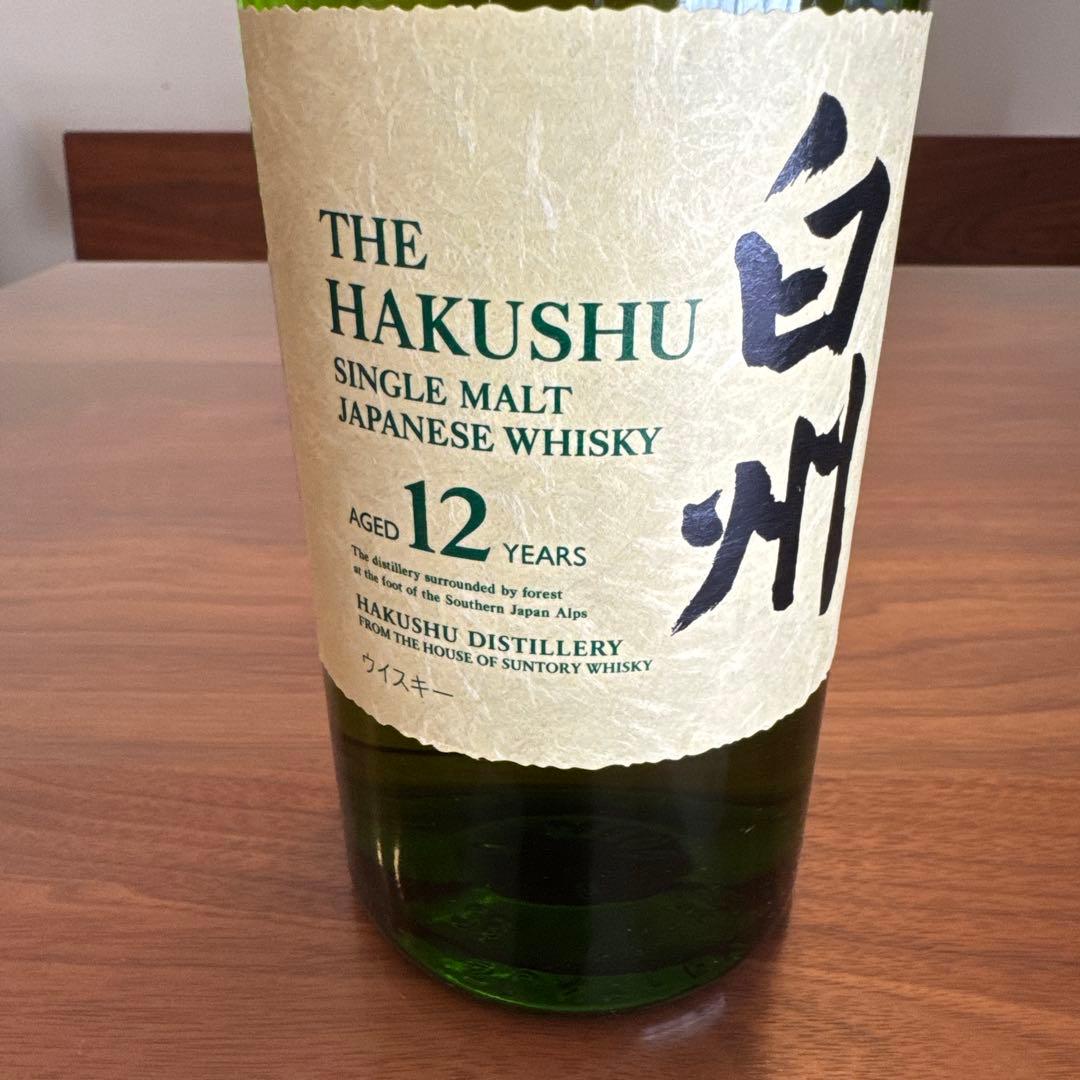 THE
HAKUSHU
SINGLE MALT
JAPANESE WHISKY
AGED 12 YEARS
The distillery surrounded by forest
at the foot of the Southern Japan Alps
HAKUSHU DISTILLERY
FROM THE HOUSE OF SUNTORY WHISKY
ウイスキー
白州